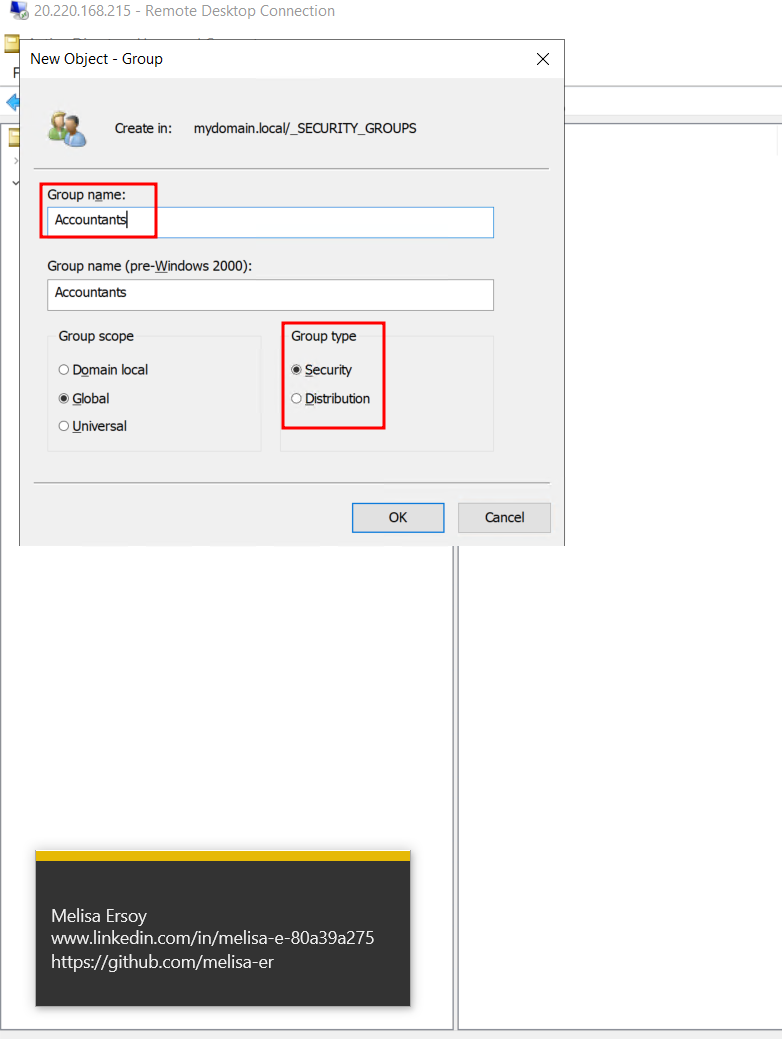 20.220.168.215 - Remote Desktop Connection
New Object - Group
Create in: mydomain.local/_SECURITY_GROUPS
Group name:
Accountants
Group name (pre-Windows 2000):
Accountants
Group scope
Domain local
Global
Universal
Group type
Security
Distribution
OK
Cancel
Melisa Ersoy
www.linkedin.com/in/melisa-e-80a39a275
https://github.com/melisa-er